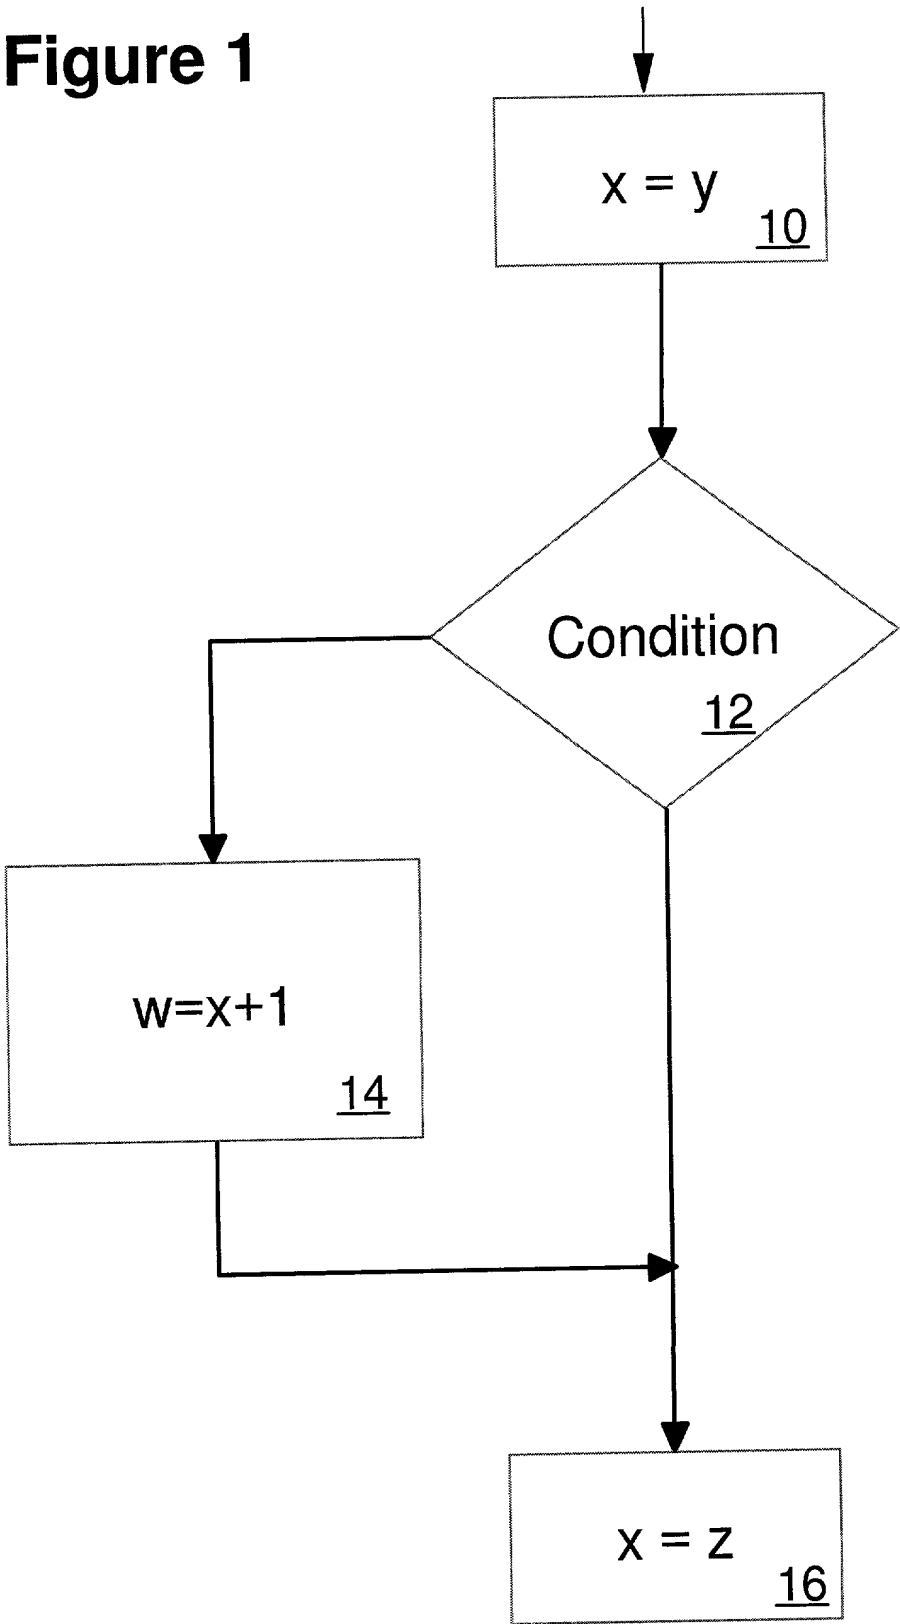 Figure 1
x = y
10
Condition
12
w=x+1
14
x = z
16